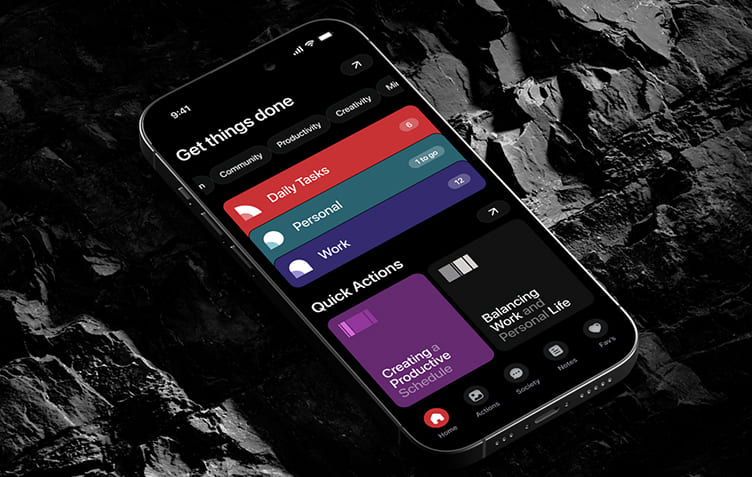 9:41
Get things done
n
Community
Productivity
Creativity
Mi
Daily Tasks
6
Personal
1 to go
Work
12
Quick Actions
Creating a
Productive
Schedule
Balancing
Work and
Personal Life
Home
Actions
Society
Notes
Fav's